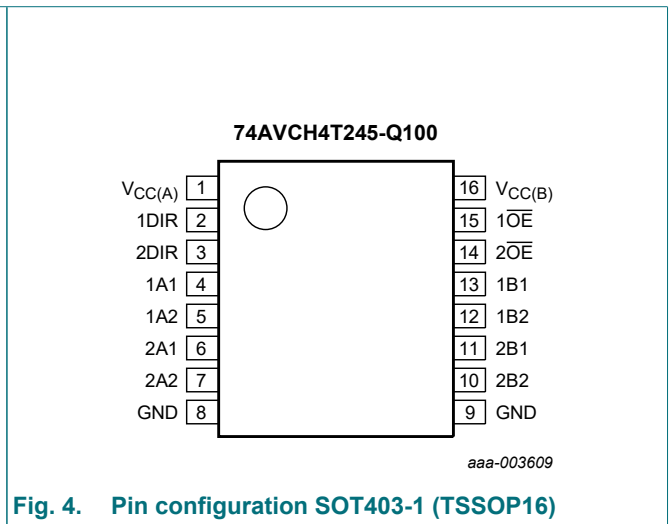 74AVCH4T245-Q100
VCC(A) 1 16 VCC(B)
1DIR 2 15 1O̅E̅
2DIR 3 14 2O̅E̅
1A1 4 13 1B1
1A2 5 12 1B2
2A1 6 11 2B1
2A2 7 10 2B2
GND 8 9 GND
aaa-003609
Fig. 4. Pin configuration SOT403-1 (TSSOP16)